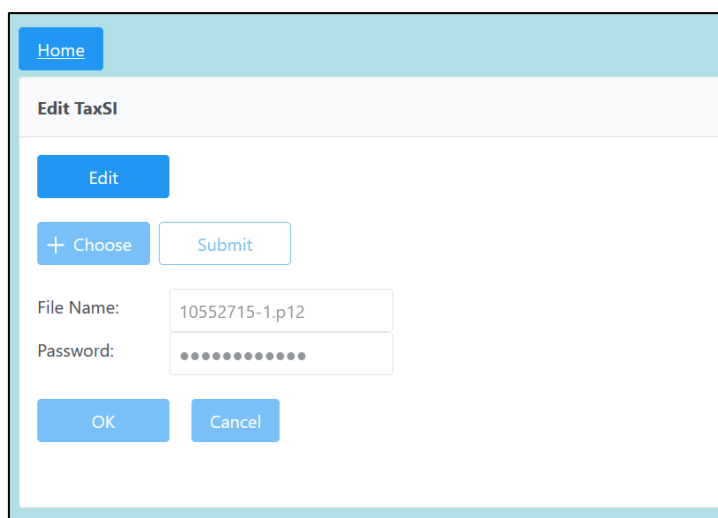 Home
Edit TaxSI
Edit
+ Choose Submit
File Name: 10552715-1.p12
Password: ●●●●●●●●●●●●
OK Cancel